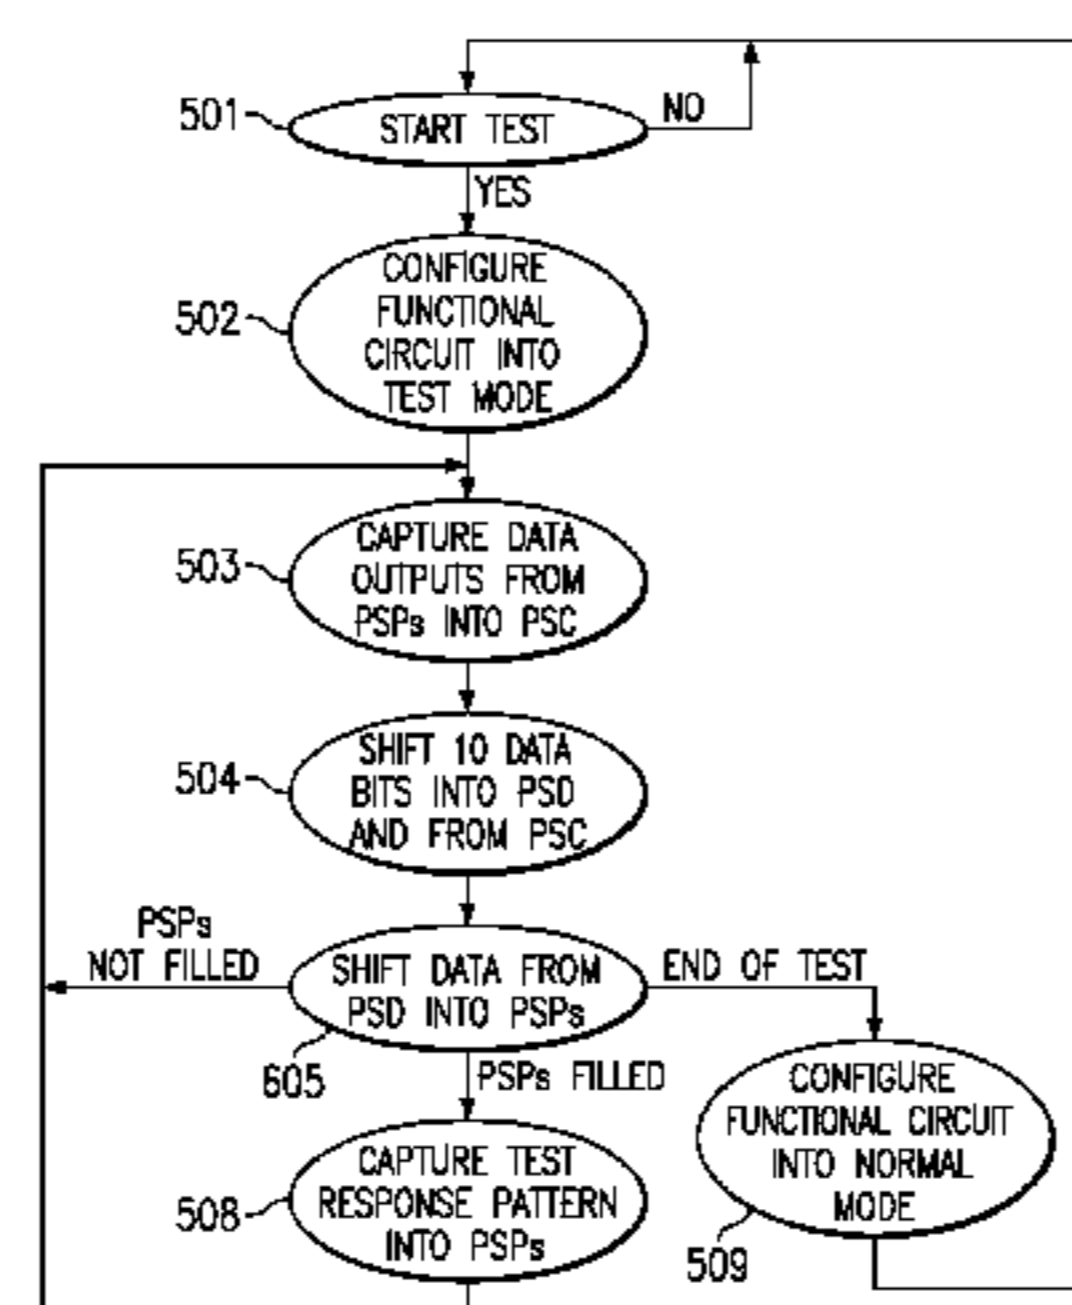 501
START TEST
NO
YES
502
CONFIGURE
FUNCTIONAL
CIRCUIT INTO
TEST MODE
503
CAPTURE DATA
OUTPUTS FROM
PSPs INTO PSC
504
SHIFT 10 DATA
BITS INTO PSD
AND FROM PSC
PSPs
NOT FILLED
SHIFT DATA FROM
PSD INTO PSPs
END OF TEST
605
PSPs FILLED
CONFIGURE
FUNCTIONAL CIRCUIT
INTO NORMAL
MODE
509
508
CAPTURE TEST
RESPONSE PATTERN
INTO PSPs